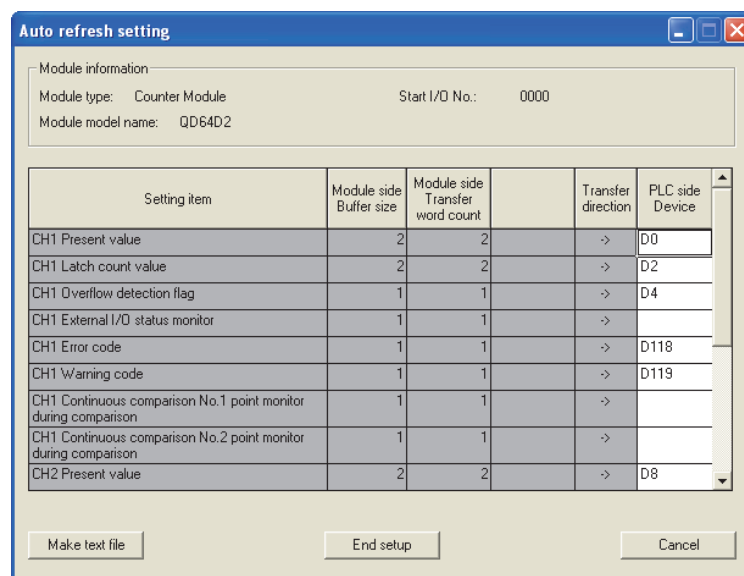 Auto refresh setting
Module information
Module type: Counter Module Start I/O No.: 0000
Module model name: QD64D2
Setting item Module side Buffer size Module side Transfer word count Transfer direction PLC side Device
CH1 Present value 2 2 -> D0
CH1 Latch count value 2 2 -> D2
CH1 Overflow detection flag 1 1 -> D4
CH1 External I/O status monitor 1 1 ->
CH1 Error code 1 1 -> D118
CH1 Warning code 1 1 -> D119
CH1 Continuous comparison No.1 point monitor 1 1 ->
during comparison
CH1 Continuous comparison No.2 point monitor 1 1 ->
during comparison
CH2 Present value 2 2 -> D8
Make text file End setup Cancel